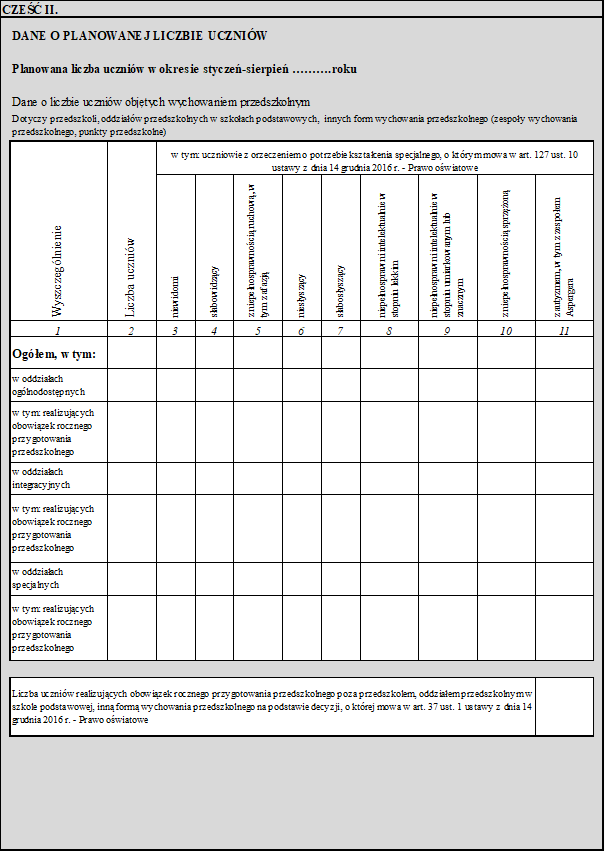 CZEŚĆ II.
DANE O PLANOWANEJ LICZBIE UCZNIÓW
Planowana liczba uczniów w okresie styczeń-sierpień ……….roku
Dane o liczbie uczniów objętych wychowaniem przedszkolnym
Dotyczy przedszkoli, oddziałów przedszkolnych w szkołach podstawowych, innych form wychowania przedszkolnego (zespoły wychowania
przedszkolnego, punkty przedszkolne)
Wyszczególnienie
Liczba uczniów
w tym: uczniowie z orzeczeniem o potrzebie kształcenia specjalnego, o którym mowa w art. 127 ust. 10
ustawy z dnia 14 grudnia 2016 r. - Prawo oświatowe
niewidomi
słabowidzący
z niepełnosprawnością ruchową, w
tym z afazją
niesłyszący
słabosłyszący
niepełnosprawni intelektualnie w
stopniu lekkim
niepełnosprawni intelektualnie w
stopniu umiarkowanym lub
znacznym
z niepełnosprawnością sprzężoną
z autyzmem, w tym z zespołem
Aspergera
1 2 3 4 5 6 7 8 9 10 11
Ogółem, w tym:
w oddziałach
ogólnodostępnych
w tym: realizujących
obowiązek rocznego
przygotowania
przedszkolnego
w oddziałach
integracyjnych
w tym: realizujących
obowiązek rocznego
przygotowania
przedszkolnego
w oddziałach
specjalnych
w tym: realizujących
obowiązek rocznego
przygotowania
przedszkolnego
Liczba uczniów realizujących obowiązek rocznego przygotowania przedszkolnego poza przedszkolem, oddziałem przedszkolnym w
szkole podstawowej, inną formą wychowania przedszkolnego na podstawie decyzji, o której mowa w art. 37 ust. 1 ustawy z dnia 14
grudnia 2016 r. - Prawo oświatowe